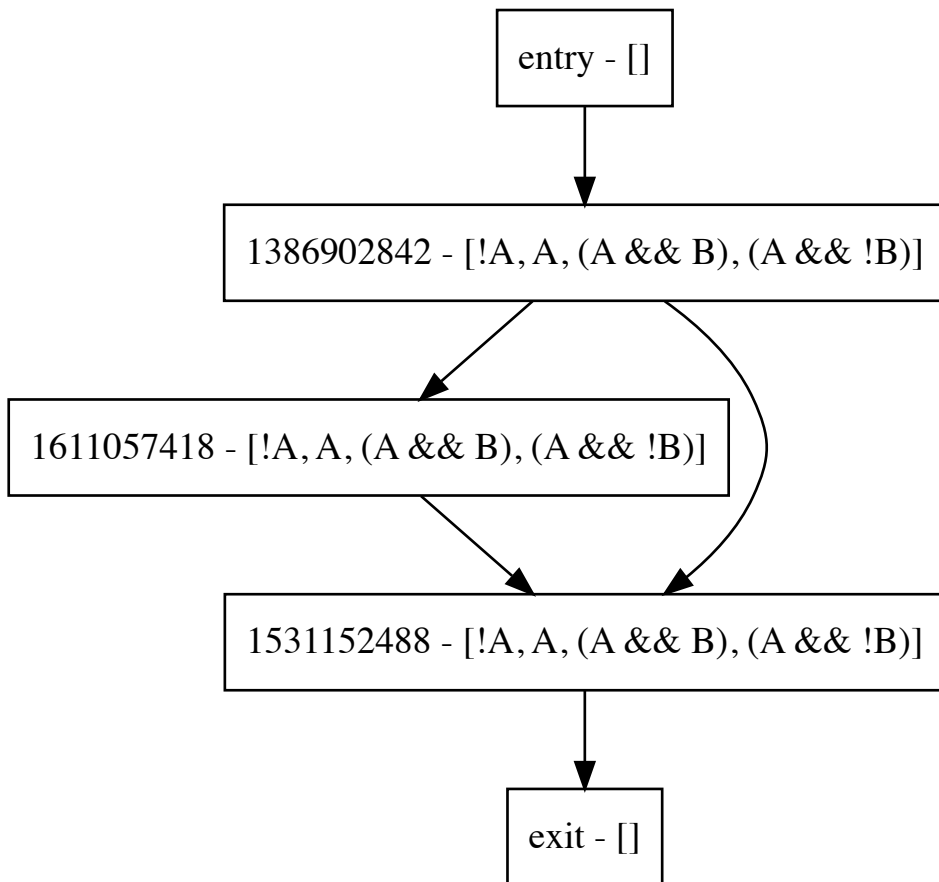 entry - []
1386902842 - [!A, A, (A && B), (A && !B)]
1611057418 - [!A, A, (A && B), (A && !B)]
1531152488 - [!A, A, (A && B), (A && !B)]
exit - []